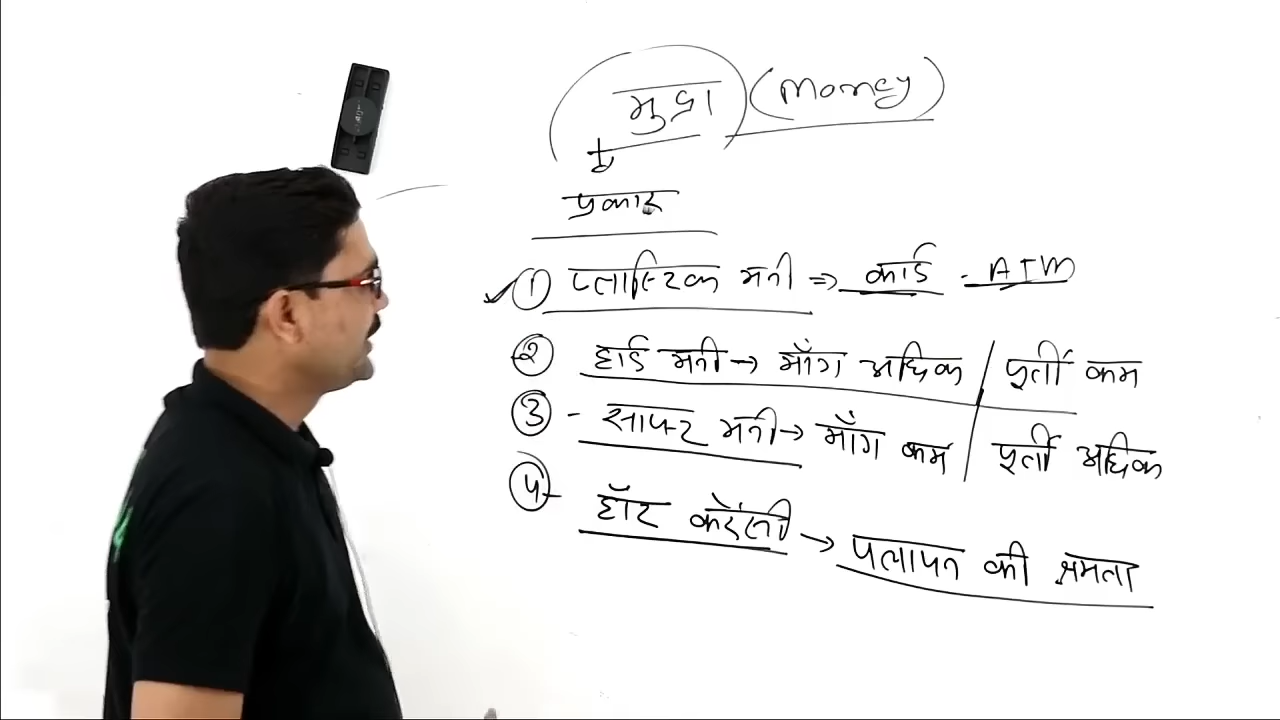 मुद्रा (Money)
प्रकार
① प्लास्टिक मनी ⇒ कार्ड - ATM
② हार्ड मनी → माँग अधिक / पूर्ती कम
③ - साफ्ट मनी → माँग कम / पूर्ती अधिक
④ - हॉट करेंसी → पलायन की क्षमता